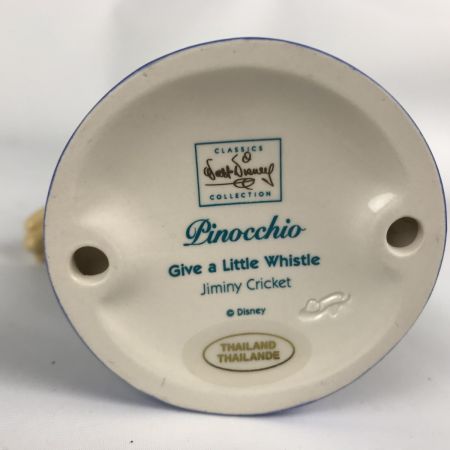 CLASSICS
Walt Disney
COLLECTION
Pinocchio
Give a Little Whistle
Jiminy Cricket
© Disney
THAILAND
THAILANDE